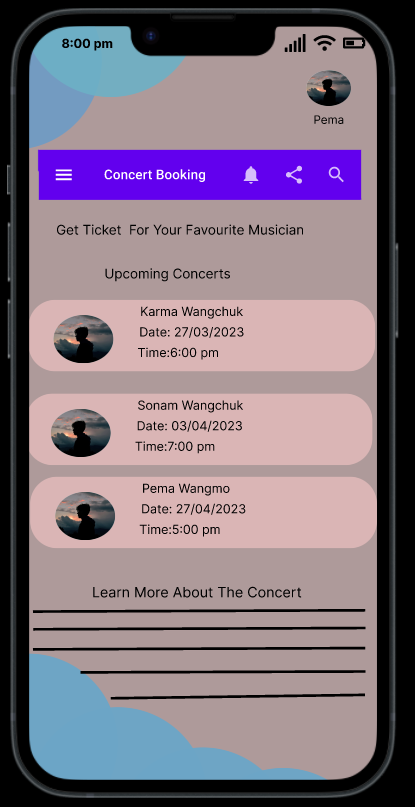 8:00 pm
Pema
Concert Booking
Get Ticket For Your Favourite Musician
Upcoming Concerts
Karma Wangchuk
Date: 27/03/2023
Time:6:00 pm
Sonam Wangchuk
Date: 03/04/2023
Time:7:00 pm
Pema Wangmo
Date: 27/04/2023
Time:5:00 pm
Learn More About The Concert